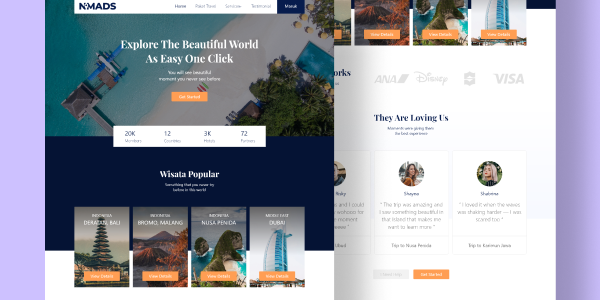 NOMADS
Home
Paket Travel
Services
Testimonial
Masuk
Explore The Beautiful World
As Easy One Click
You will see beautiful
moment you never see before
Get Started
20K
Members
12
Countries
3K
Hotels
72
Partners
Wisata Popular
Something that you never try
before in this world
INDONESIA
DERATAN, BALI
View Details
INDONESIA
BROMO, MALANG
View Details
INDONESIA
NUSA PENIDA
View Details
MIDDLE EAST
DUBAI
View Details
View Details
View Details
View Details
orks
ANA
Disney
VISA
They Are Loving Us
Moments were giving them
the best experience
Shayna
" The trip was amazing and
I saw something beautiful in
that Island that makes me
want to learn more "
Trip to Nusa Penida
Shabrina
" I loved it when the waves
was shaking harder — I was
scared too "
Trip to Karimun Jawa
Ubud
Get Started